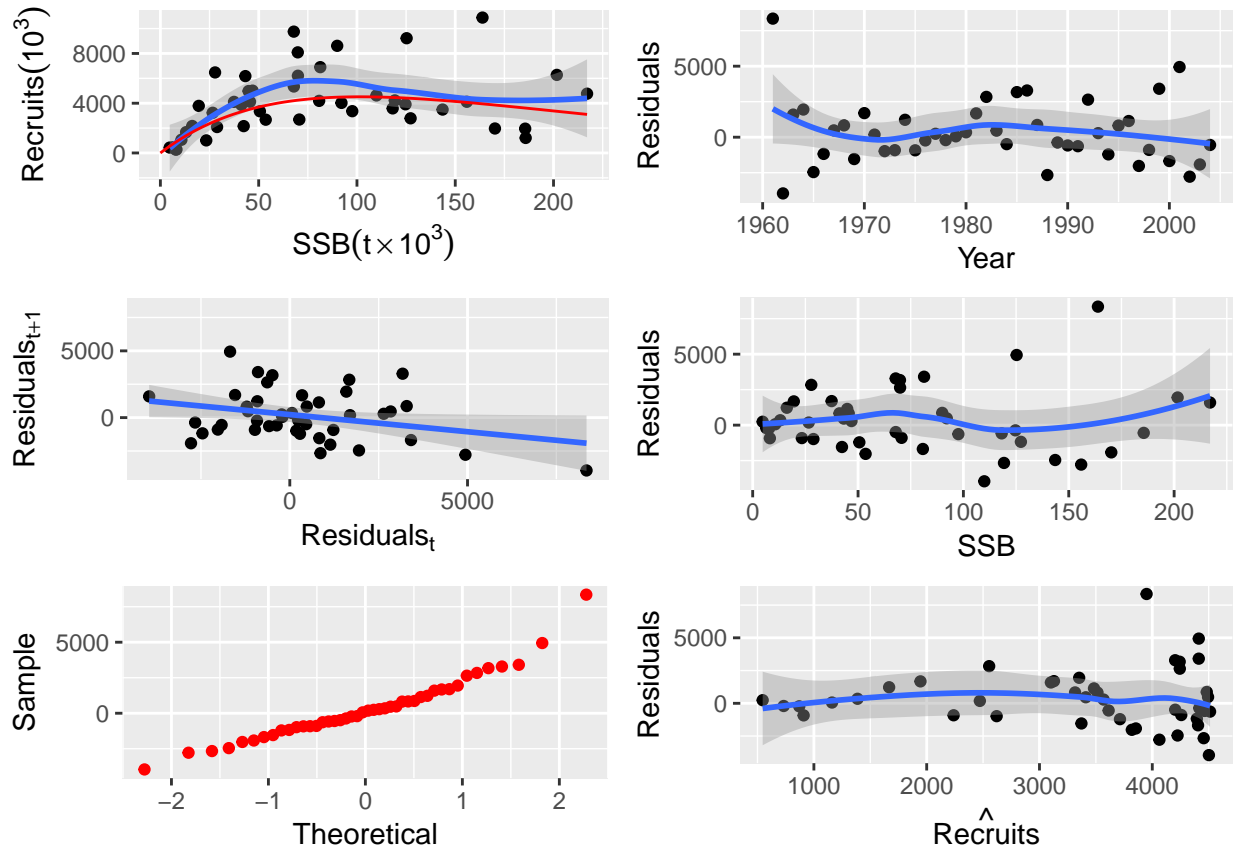 Recruits(10³)
8000
4000
0
0 50 100 150 200
SSB(t × 10³)
Residuals
5000
0
1960 1970 1980 1990 2000
Year
Residualsₜ₊₁
5000
0
0 5000
Residualsₜ
Residuals
5000
0
0 50 100 150 200
SSB
Sample
5000
0
−2 −1 0 1 2
Theoretical
Residuals
5000
0
1000 2000 3000 4000
^
Recruits